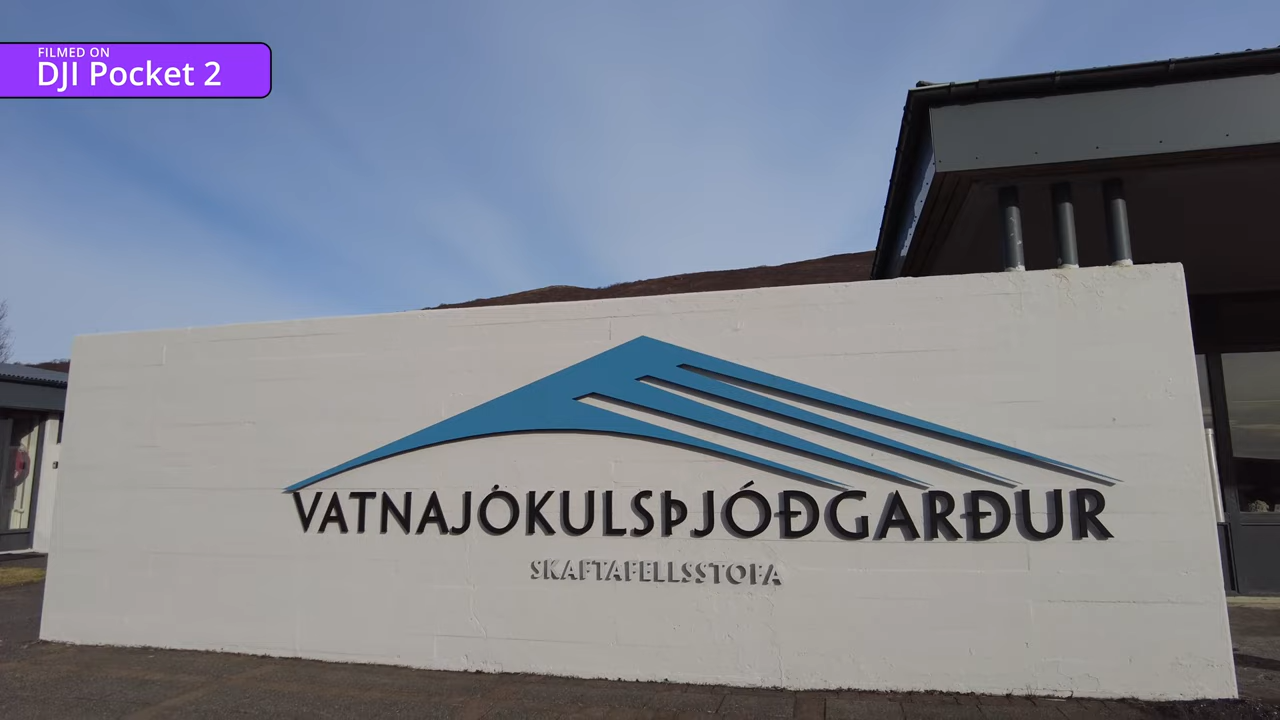 FILMED ON
DJI Pocket 2
VATNAJÖKULSÞJÓÐGARÐUR
SKAFTAFELLSSTOFA